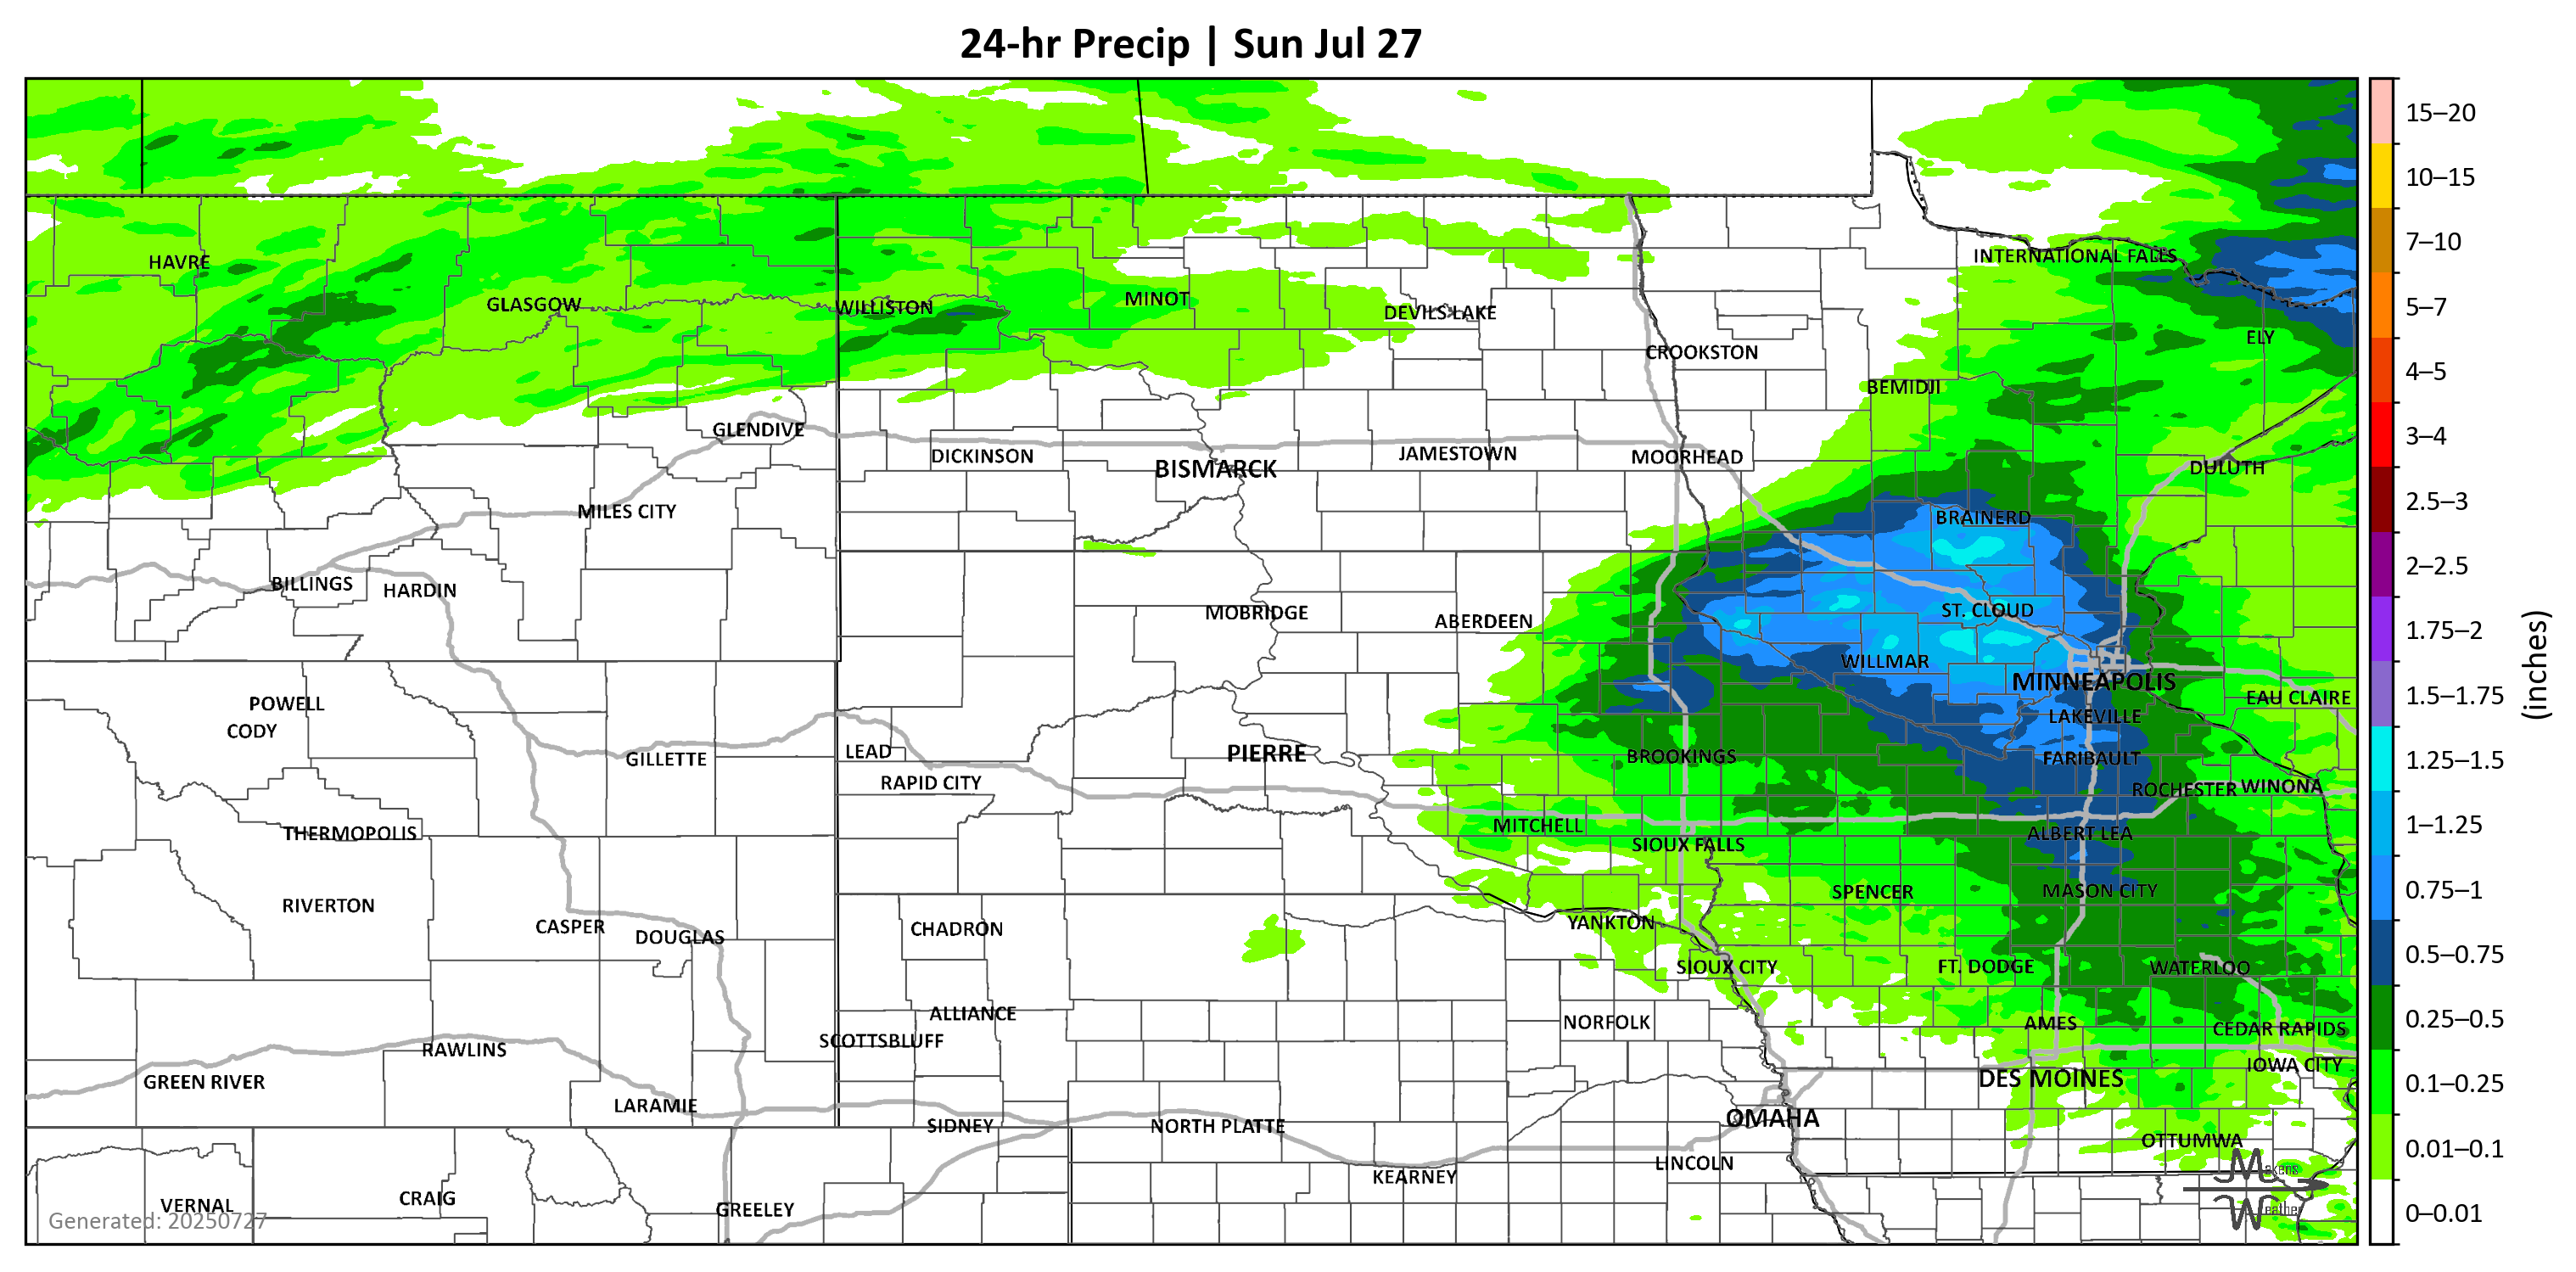 24-hr Precip | Sun Jul 27
15–20
10–15
7–10
INTERNATIONAL FALLS
HAVRE
GLASGOW
WILLISTON
MINOT
DEVILS LAKE
5–7
ELY
CROOKSTON
4–5
BEMIDJI
GLENDIVE
3–4
DICKINSON
BISMARCK
JAMESTOWN
MOORHEAD
DULUTH
MILES CITY
BRAINERD
2.5–3
2–2.5
BILLINGS
HARDIN
MOBRIDGE
ABERDEEN
ST. CLOUD
1.75–2
WILLMAR
MINNEAPOLIS
(inches)
POWELL
EAU CLAIRE
1.5–1.75
CODY
LAKEVILLE
GILLETTE
LEAD
PIERRE
BROOKINGS
FARIBAULT
1.25–1.5
RAPID CITY
ROCHESTER
WINONA
THERMOPOLIS
MITCHELL
ALBERT LEA
1–1.25
SIOUX FALLS
RIVERTON
SPENCER
MASON CITY
0.75–1
CASPER
DOUGLAS
CHADRON
YANKTON
0.5–0.75
SIOUX CITY
FT. DODGE
WATERLOO
ALLIANCE
NORFOLK
AMES
CEDAR RAPIDS
0.25–0.5
SCOTTSBLUFF
RAWLINS
GREEN RIVER
DES MOINES
IOWA CITY
0.1–0.25
LARAMIE
SIDNEY
NORTH PLATTE
OMAHA
OTTUMWA
0.01–0.1
LINCOLN
KEARNEY
Makens
Weather
VERNAL
CRAIG
GREELEY
Generated: 20250727
0–0.01